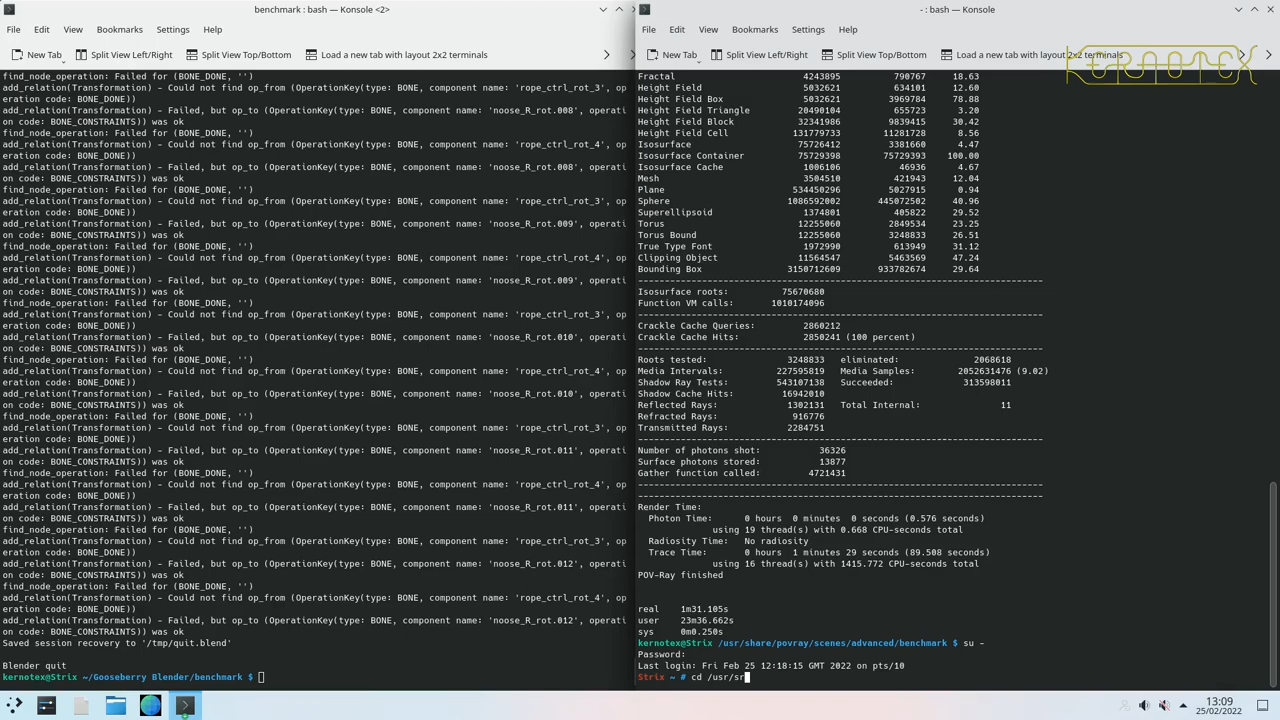 benchmark : bash — Konsole <2>
File Edit View Bookmarks Settings Help
New Tab Split View Left/Right Split View Top/Bottom Load a new tab with layout 2x2 terminals
find_node_operation: Failed for (BONE_DONE, '')
add_relation(Transformation) - Could not find op_from (OperationKey(type: BONE, component name: 'rope_ctrl_rot_3', op
eration code: BONE_DONE))
add_relation(Transformation) - Failed, but op_to (OperationKey(type: BONE, component name: 'noose_R_rot.008', operati
on code: BONE_CONSTRAINTS)) was ok
find_node_operation: Failed for (BONE_DONE, '')
add_relation(Transformation) - Could not find op_from (OperationKey(type: BONE, component name: 'rope_ctrl_rot_4', op
eration code: BONE_DONE))
add_relation(Transformation) - Failed, but op_to (OperationKey(type: BONE, component name: 'noose_R_rot.008', operati
on code: BONE_CONSTRAINTS)) was ok
find_node_operation: Failed for (BONE_DONE, '')
add_relation(Transformation) - Could not find op_from (OperationKey(type: BONE, component name: 'rope_ctrl_rot_3', op
eration code: BONE_DONE))
add_relation(Transformation) - Failed, but op_to (OperationKey(type: BONE, component name: 'noose_R_rot.009', operati
on code: BONE_CONSTRAINTS)) was ok
find_node_operation: Failed for (BONE_DONE, '')
add_relation(Transformation) - Could not find op_from (OperationKey(type: BONE, component name: 'rope_ctrl_rot_4', op
eration code: BONE_DONE))
add_relation(Transformation) - Failed, but op_to (OperationKey(type: BONE, component name: 'noose_R_rot.009', operati
on code: BONE_CONSTRAINTS)) was ok
find_node_operation: Failed for (BONE_DONE, '')
add_relation(Transformation) - Could not find op_from (OperationKey(type: BONE, component name: 'rope_ctrl_rot_3', op
eration code: BONE_DONE))
add_relation(Transformation) - Failed, but op_to (OperationKey(type: BONE, component name: 'noose_R_rot.010', operati
on code: BONE_CONSTRAINTS)) was ok
find_node_operation: Failed for (BONE_DONE, '')
add_relation(Transformation) - Could not find op_from (OperationKey(type: BONE, component name: 'rope_ctrl_rot_4', op
eration code: BONE_DONE))
add_relation(Transformation) - Failed, but op_to (OperationKey(type: BONE, component name: 'noose_R_rot.010', operati
on code: BONE_CONSTRAINTS)) was ok
find_node_operation: Failed for (BONE_DONE, '')
add_relation(Transformation) - Could not find op_from (OperationKey(type: BONE, component name: 'rope_ctrl_rot_3', op
eration code: BONE_DONE))
add_relation(Transformation) - Failed, but op_to (OperationKey(type: BONE, component name: 'noose_R_rot.011', operati
on code: BONE_CONSTRAINTS)) was ok
find_node_operation: Failed for (BONE_DONE, '')
add_relation(Transformation) - Could not find op_from (OperationKey(type: BONE, component name: 'rope_ctrl_rot_4', op
eration code: BONE_DONE))
add_relation(Transformation) - Failed, but op_to (OperationKey(type: BONE, component name: 'noose_R_rot.011', operati
on code: BONE_CONSTRAINTS)) was ok
find_node_operation: Failed for (BONE_DONE, '')
add_relation(Transformation) - Could not find op_from (OperationKey(type: BONE, component name: 'rope_ctrl_rot_3', op
eration code: BONE_DONE))
add_relation(Transformation) - Failed, but op_to (OperationKey(type: BONE, component name: 'noose_R_rot.012', operati
on code: BONE_CONSTRAINTS)) was ok
find_node_operation: Failed for (BONE_DONE, '')
add_relation(Transformation) - Could not find op_from (OperationKey(type: BONE, component name: 'rope_ctrl_rot_4', op
eration code: BONE_DONE))
add_relation(Transformation) - Failed, but op_to (OperationKey(type: BONE, component name: 'noose_R_rot.012', operati
on code: BONE_CONSTRAINTS)) was ok
Saved session recovery to '/tmp/quit.blend'
Blender quit
kernotex@Strix ~/Gooseberry Blender/benchmark $
- : bash — Konsole
File Edit View Bookmarks Settings Help
New Tab Split View Left/Right Split View Top/Bottom Load a new tab with layout 2x2 terminals
KERNOTEX
Fractal 4243895 790767 18.63
Height Field 5032621 634101 12.60
Height Field Box 5032621 3969784 78.88
Height Field Triangle 20490104 655723 3.20
Height Field Block 32341986 9839415 30.42
Height Field Cell 131779733 11281728 8.56
Isosurface 75726412 3381660 4.47
Isosurface Container 75729398 75729393 100.00
Isosurface Cache 1006106 46936 4.67
Mesh 3504510 421943 12.04
Plane 534450296 5027915 0.94
Sphere 1086592002 445072502 40.96
Superellipsoid 1374801 405822 29.52
Torus 12255060 2849534 23.25
Torus Bound 12255060 3248833 26.51
True Type Font 1972990 613949 31.12
Clipping Object 11564547 5463569 47.24
Bounding Box 3150712609 933782674 29.64
----------------------------------------------------------------------------
Isosurface roots: 75670680
Function VM calls: 1010174096
----------------------------------------------------------------------------
Crackle Cache Queries: 2860212
Crackle Cache Hits: 2850241 (100 percent)
----------------------------------------------------------------------------
Roots tested: 3248833 eliminated: 2068618
Media Intervals: 227595819 Media Samples: 2052631476 (9.02)
Shadow Ray Tests: 543107138 Succeeded: 313598011
Shadow Cache Hits: 16942010
Reflected Rays: 1302131 Total Internal: 11
Refracted Rays: 916776
Transmitted Rays: 2284751
----------------------------------------------------------------------------
Number of photons shot: 36326
Surface photons stored: 13877
Gather function called: 4721431
----------------------------------------------------------------------------
----------------------------------------------------------------------------
Render Time:
Photon Time: 0 hours 0 minutes 0 seconds (0.576 seconds)
using 19 thread(s) with 0.668 CPU-seconds total
Radiosity Time: No radiosity
Trace Time: 0 hours 1 minutes 29 seconds (89.508 seconds)
using 16 thread(s) with 1415.772 CPU-seconds total
POV-Ray finished
real 1m31.105s
user 23m36.662s
sys 0m0.250s
kernotex@Strix /usr/share/povray/scenes/advanced/benchmark $ su -
Password:
Last login: Fri Feb 25 12:18:15 GMT 2022 on pts/10
Strix ~ # cd /usr/sr
13:09
25/02/2022